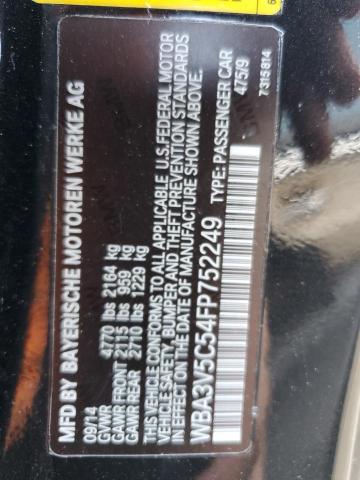 MFD BY BAYERISCHE MOTOREN WERKE AG
09/14
GVWR 4770 lbs 2164 kg
GAWR FRONT 2115 lbs 959 kg
GAWR REAR 2710 lbs 1229 kg
THIS VEHICLE CONFORMS TO ALL APPLICABLE U.S. FEDERAL MOTOR
VEHICLE SAFETY, BUMPER AND THEFT PREVENTION STANDARDS
IN EFFECT ON THE DATE OF MANUFACTURE SHOWN ABOVE.
WBA3V5C54FP752249 TYPE: PASSENGER CAR
475/9
7315814